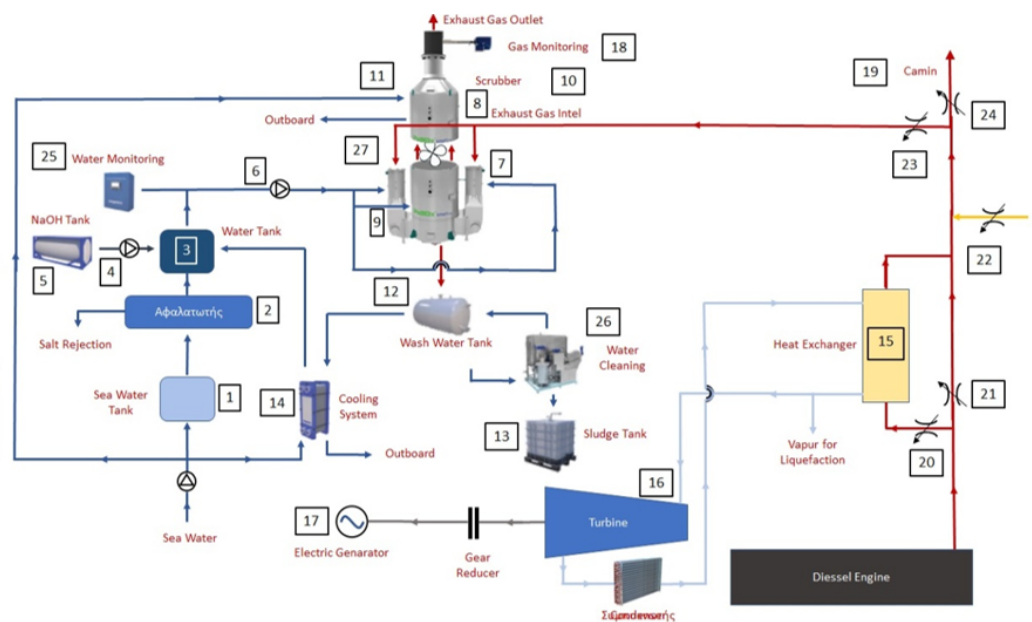 Exhaust Gas Outlet
Gas Monitoring
18
11
Scrubber
10
19
Camin
8
Outboard
Exhaust Gas Intel
24
25
Water Monitoring
27
7
23
6
NaOH Tank
3
Water Tank
9
5
4
12
22
Αφαλατωτής
2
26
Salt Rejection
Wash Water Tank
Heat Exchanger
15
Water
Cleaning
Sea Water
Tank
1
14
Cooling
System
21
13
Sludge Tank
Outboard
Vapur for
Liquefaction
20
16
Sea Water
17
Turbine
Electric Genarator
Gear
Reducer
Diessel Engine